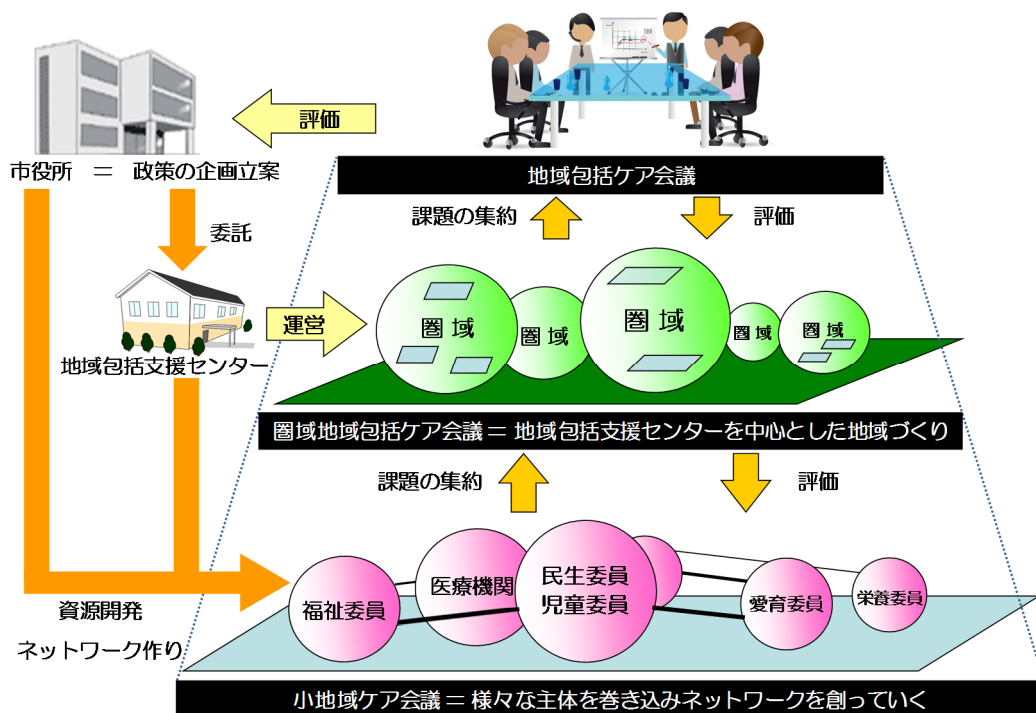 評価
市役所 = 政策の企画立案
地域包括ケア会議
課題の集約
評価
委託
圏域
圏域
圏域
圏域
圏域
運営
地域包括支援センター
圏域地域包括ケア会議 = 地域包括支援センターを中心とした地域づくり
課題の集約
評価
福祉委員
医療機関
民生委員
児童委員
愛育委員
栄養委員
資源開発
ネットワーク作り
小地域ケア会議 = 様々な主体を巻き込みネットワークを創っていく